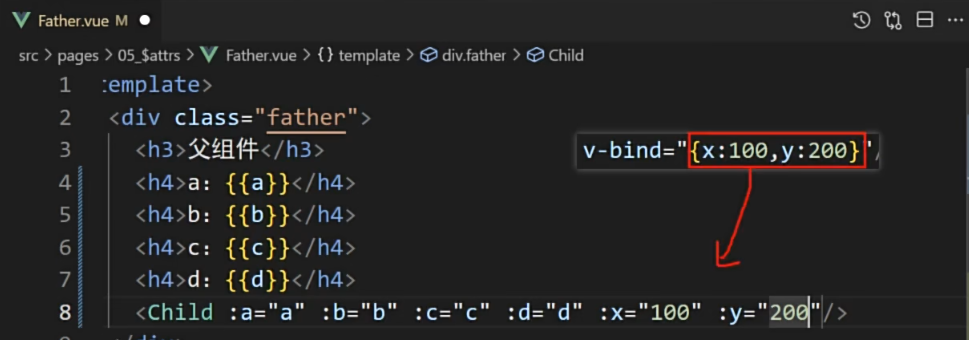 Father.vue M
src > pages > 05_$attrs > Father.vue > {} template > div.father > Child
1 emplate>
2 <div class="father">
3 <h3>父组件</h3>
v-bind="{x:100,y:200}"/
4 <h4>a: {{a}}</h4>
5 <h4>b: {{b}}</h4>
6 <h4>c: {{c}}</h4>
7 <h4>d: {{d}}</h4>
8 <Child :a="a" :b="b" :c="c" :d="d" :x="100" :y="200"/>